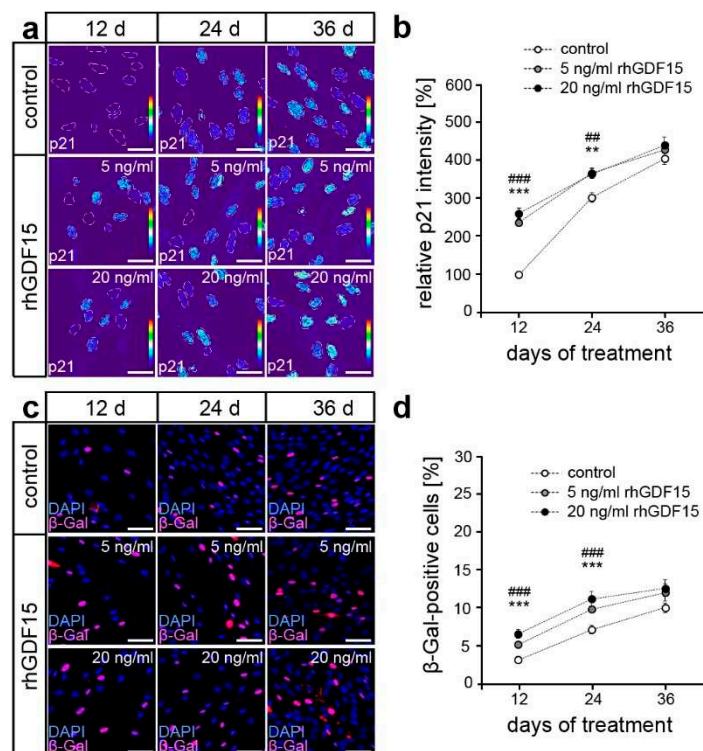 a
12 d 24 d 36 d
control
p21 p21 p21
rhGDF15
5 ng/ml 5 ng/ml 5 ng/ml
p21 p21 p21
20 ng/ml 20 ng/ml 20 ng/ml
p21 p21 p21
b
control
5 ng/ml rhGDF15
20 ng/ml rhGDF15
relative p21 intensity [%]
600
500
400
300
200
100
0
###
***
##
**
12 24 36
days of treatment
c
12 d 24 d 36 d
control
DAPI DAPI DAPI
β-Gal β-Gal β-Gal
rhGDF15
5 ng/ml 5 ng/ml 5 ng/ml
DAPI DAPI DAPI
β-Gal β-Gal β-Gal
20 ng/ml 20 ng/ml 20 ng/ml
DAPI DAPI DAPI
β-Gal β-Gal β-Gal
d
control
5 ng/ml rhGDF15
20 ng/ml rhGDF15
β-Gal-positive cells [%]
30
25
20
15
10
5
0
###
***
###
***
12 24 36
days of treatment